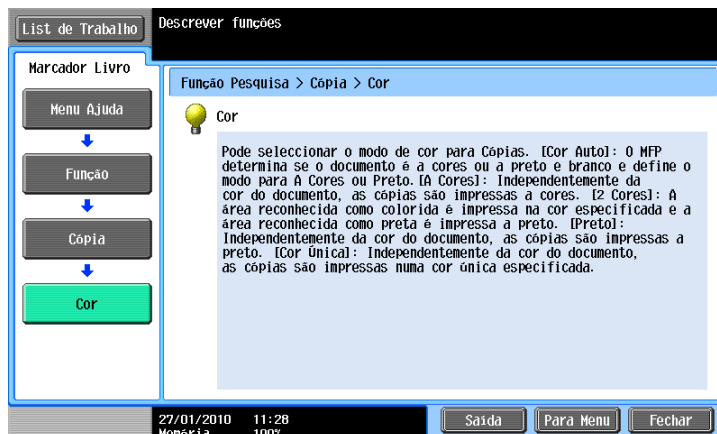 List de Trabalho
Descrever funções
Marcador Livro
Menu Ajuda
Função
Cópia
Cor
Função Pesquisa > Cópia > Cor
Cor
Pode seleccionar o modo de cor para Cópias. [Cor Auto]: O MFP
determina se o documento é a cores ou a preto e branco e define o
modo para A Cores ou Preto. [A Cores]: Independentemente da
cor do documento, as cópias são impressas a cores. [2 Cores]: A
área reconhecida como colorida é impressa na cor especificada e a
área reconhecida como preta é impressa a preto. [Preto]:
Independentemente da cor do documento, as cópias são impressas a
preto. [Cor Única]: Independentemente da cor do documento,
as cópias são impressas numa cor única especificada.
27/01/2010 11:28
Memória 100%
Saída
Para Menu
Fechar